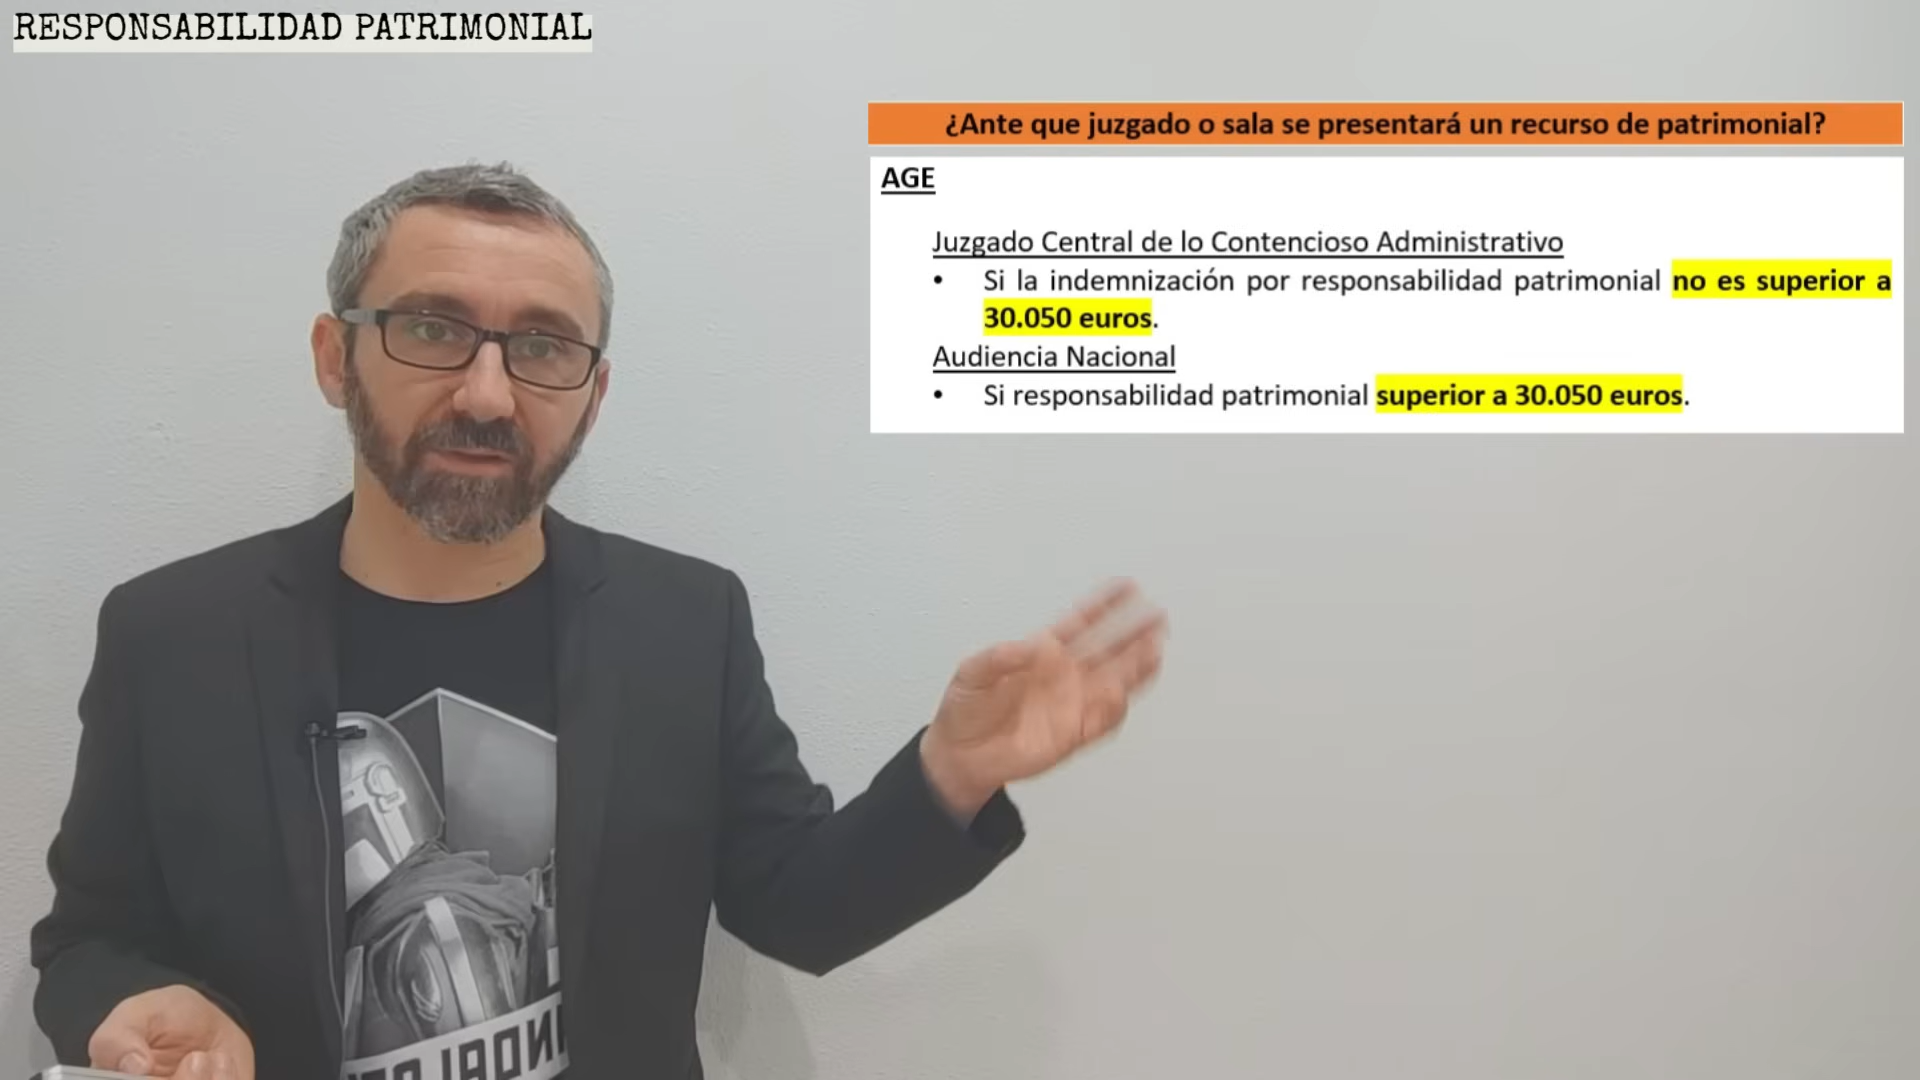 RESPONSABILIDAD PATRIMONIAL
¿Ante que juzgado o sala se presentará un recurso de patrimonial?
AGE
Juzgado Central de lo Contencioso Administrativo
• Si la indemnización por responsabilidad patrimonial no es superior a
30.050 euros.
Audiencia Nacional
• Si responsabilidad patrimonial superior a 30.050 euros.